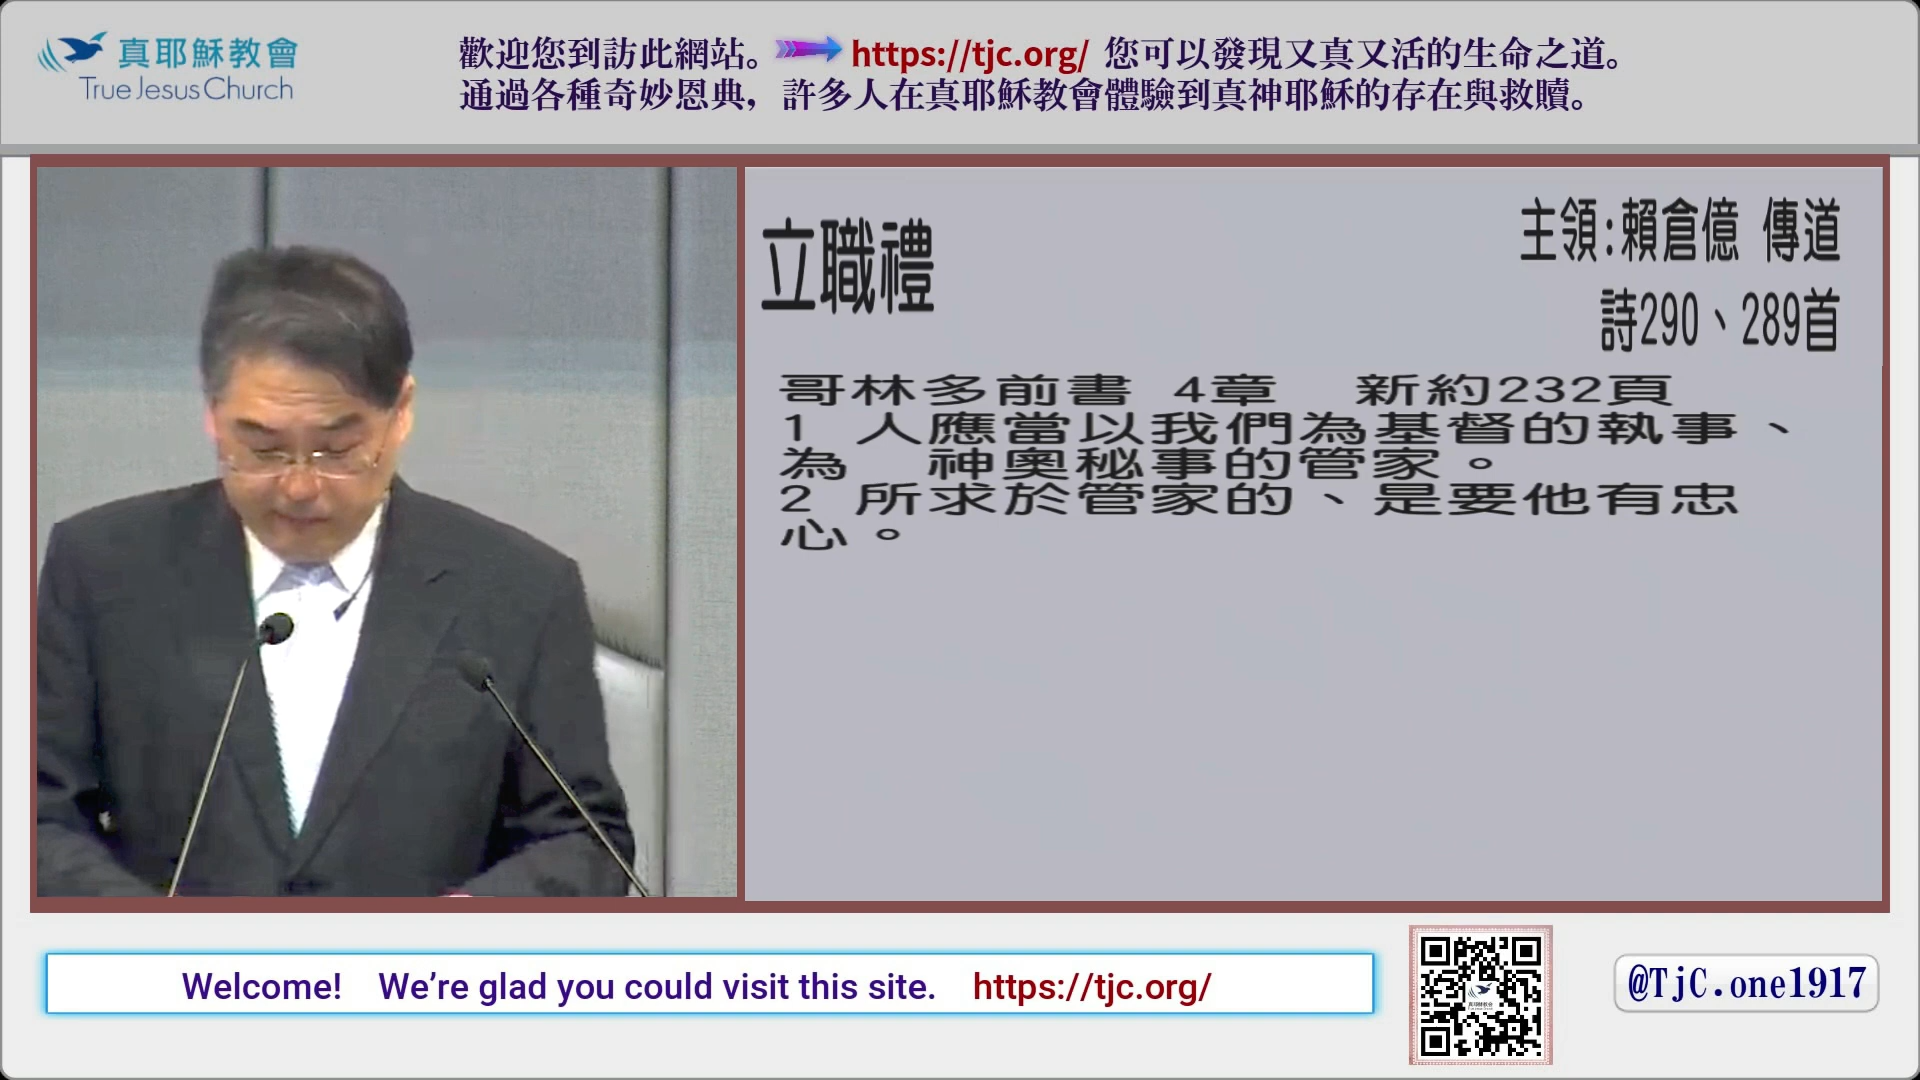 真耶穌教會
True Jesus Church
歡迎您到訪此網站。 https://tjc.org/ 您可以發現又真又活的生命之道。
通過各種奇妙恩典，許多人在真耶穌教會體驗到真神耶穌的存在與救贖。
立職禮
主領:賴倉億 傳道
詩290、289首
哥林多前書 4章 新約232頁
1 人應當以我們為基督的執事、
為 神奧秘事的管家。
2 所求於管家的、是要他有忠
心。
Welcome! We’re glad you could visit this site. https://tjc.org/
@TjC.one1917